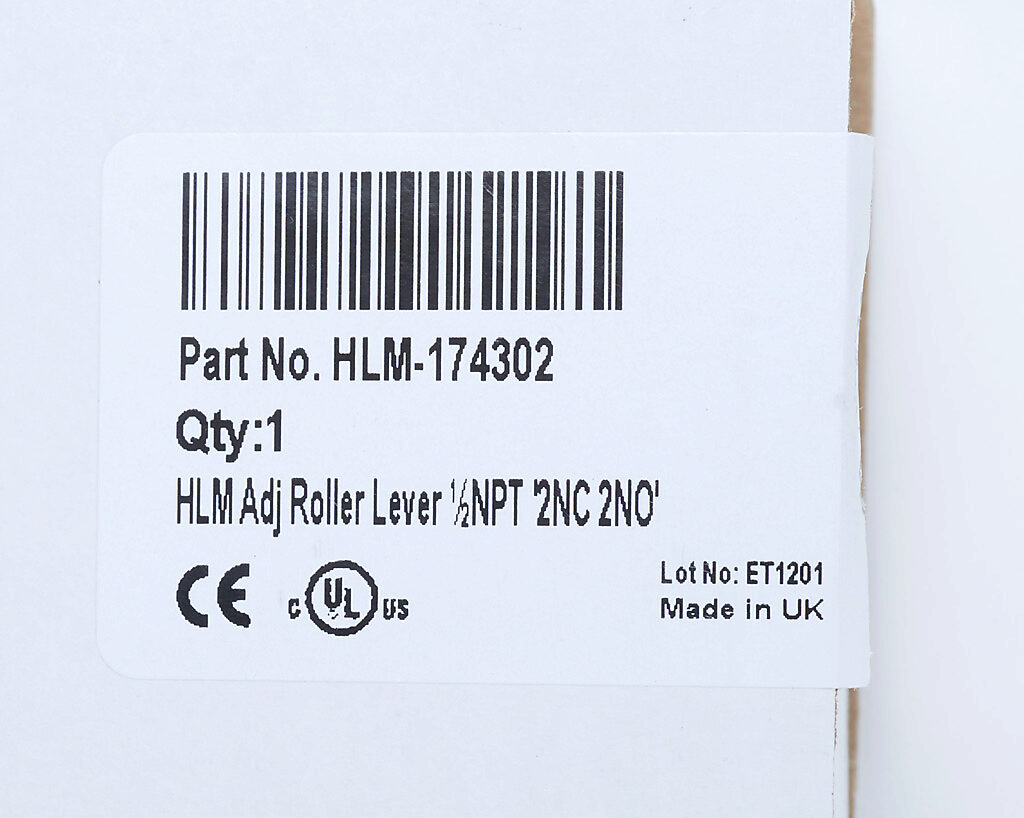 Part No. HLM-174302
Qty:1
HLM Adj Roller Lever ½NPT '2NC 2NO'
CE c UL US
Lot No: ET1201
Made in UK